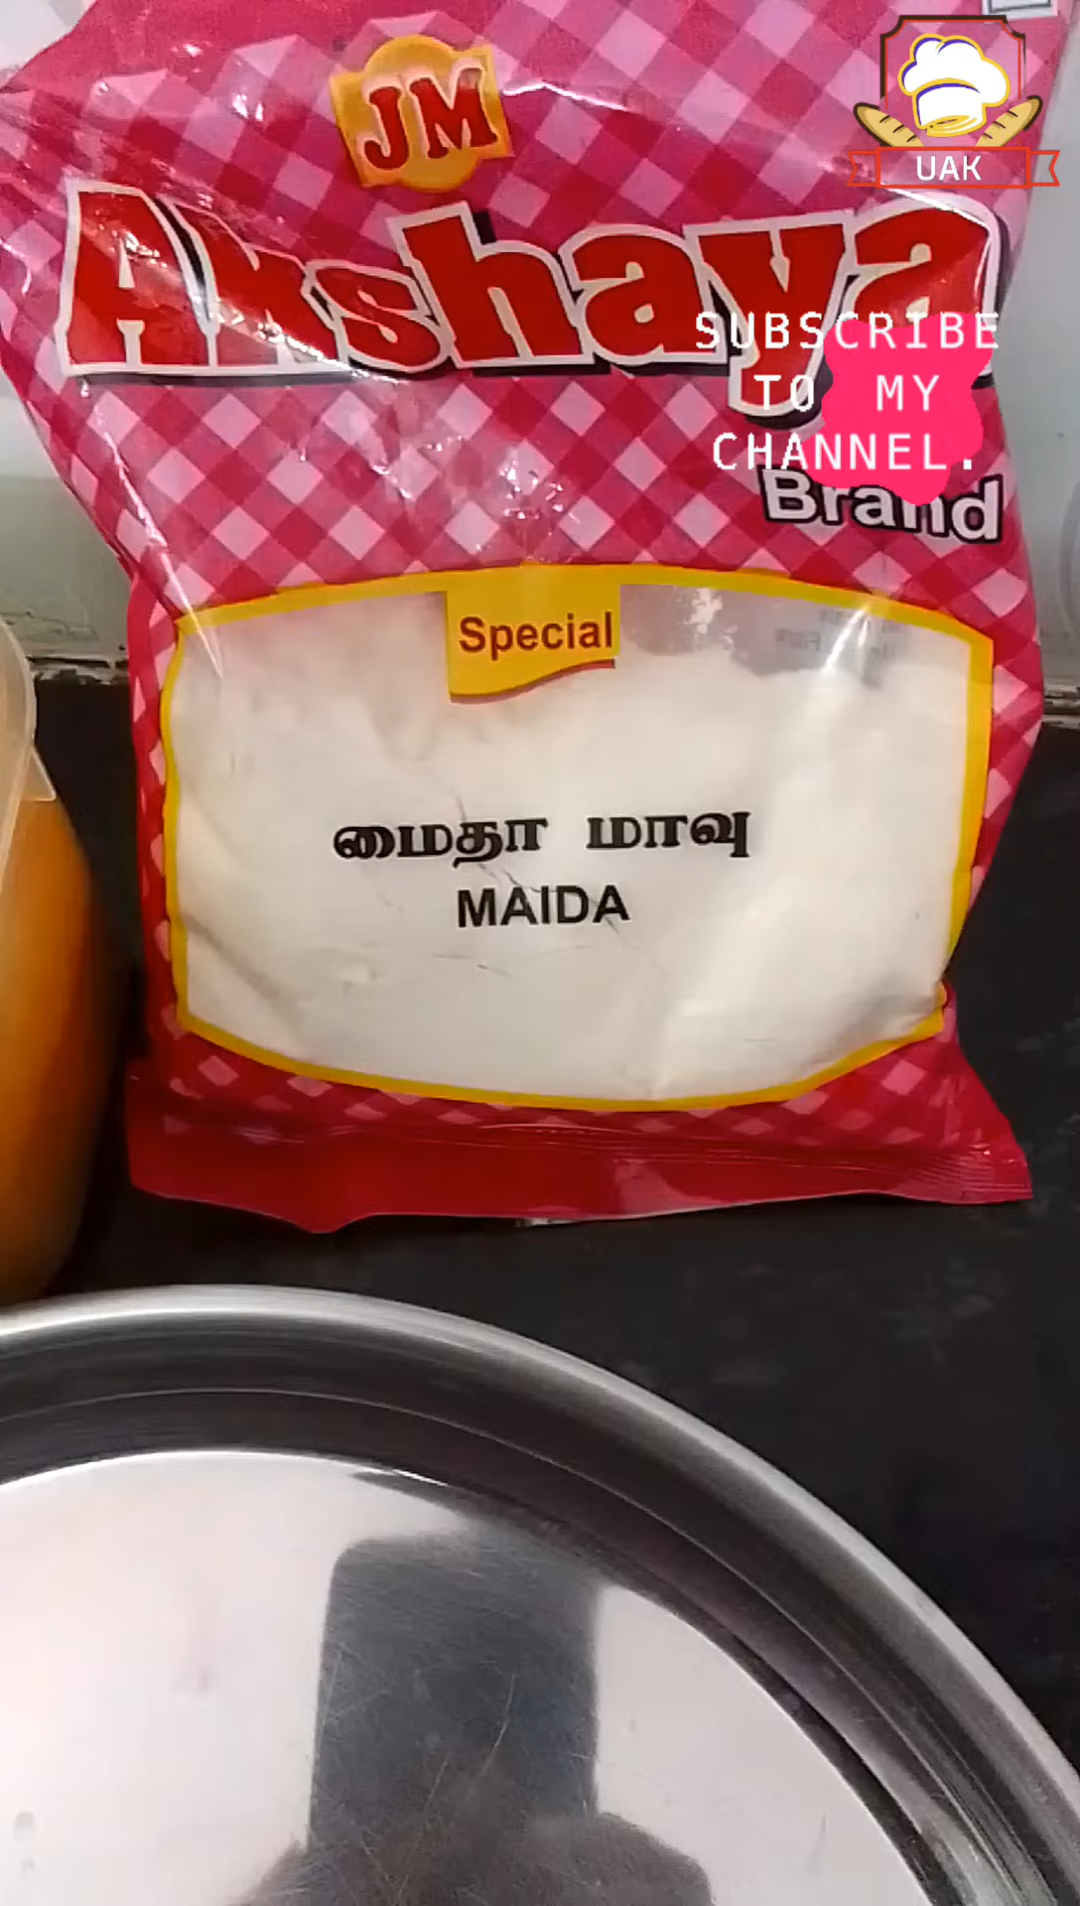 JM
UAK
Akshaya
SUBSCRIBE
TO MY
CHANNEL.
Brand
Special
மைதா மாவு
MAIDA